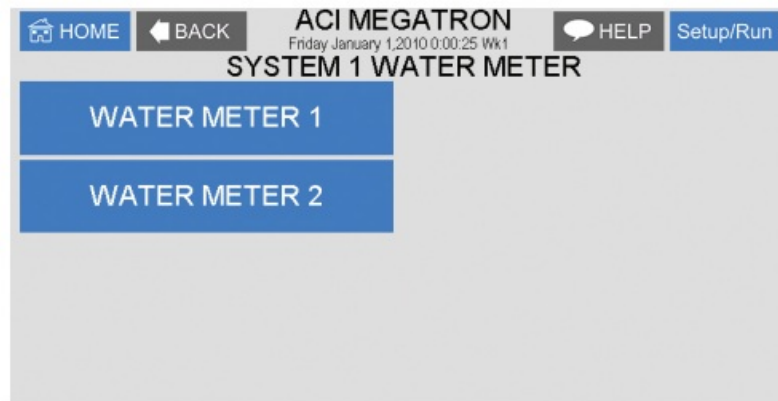 HOME BACK ACI MEGATRON HELP Setup/Run
Friday January 1,2010 0:00:25 Wk1
SYSTEM 1 WATER METER
WATER METER 1
WATER METER 2